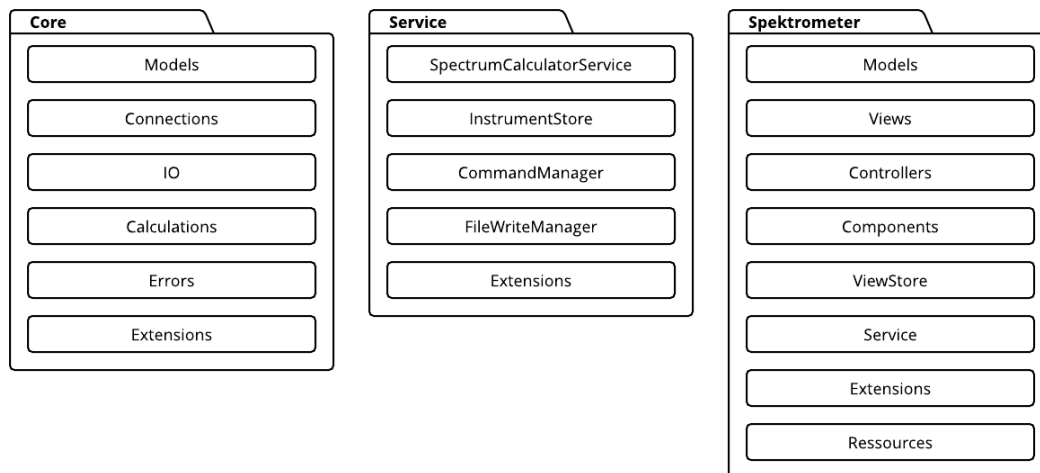 Core
Models
Connections
IO
Calculations
Errors
Extensions
Service
SpectrumCalculatorService
InstrumentStore
CommandManager
FileWriteManager
Extensions
Spektrometer
Models
Views
Controllers
Components
ViewStore
Service
Extensions
Ressources